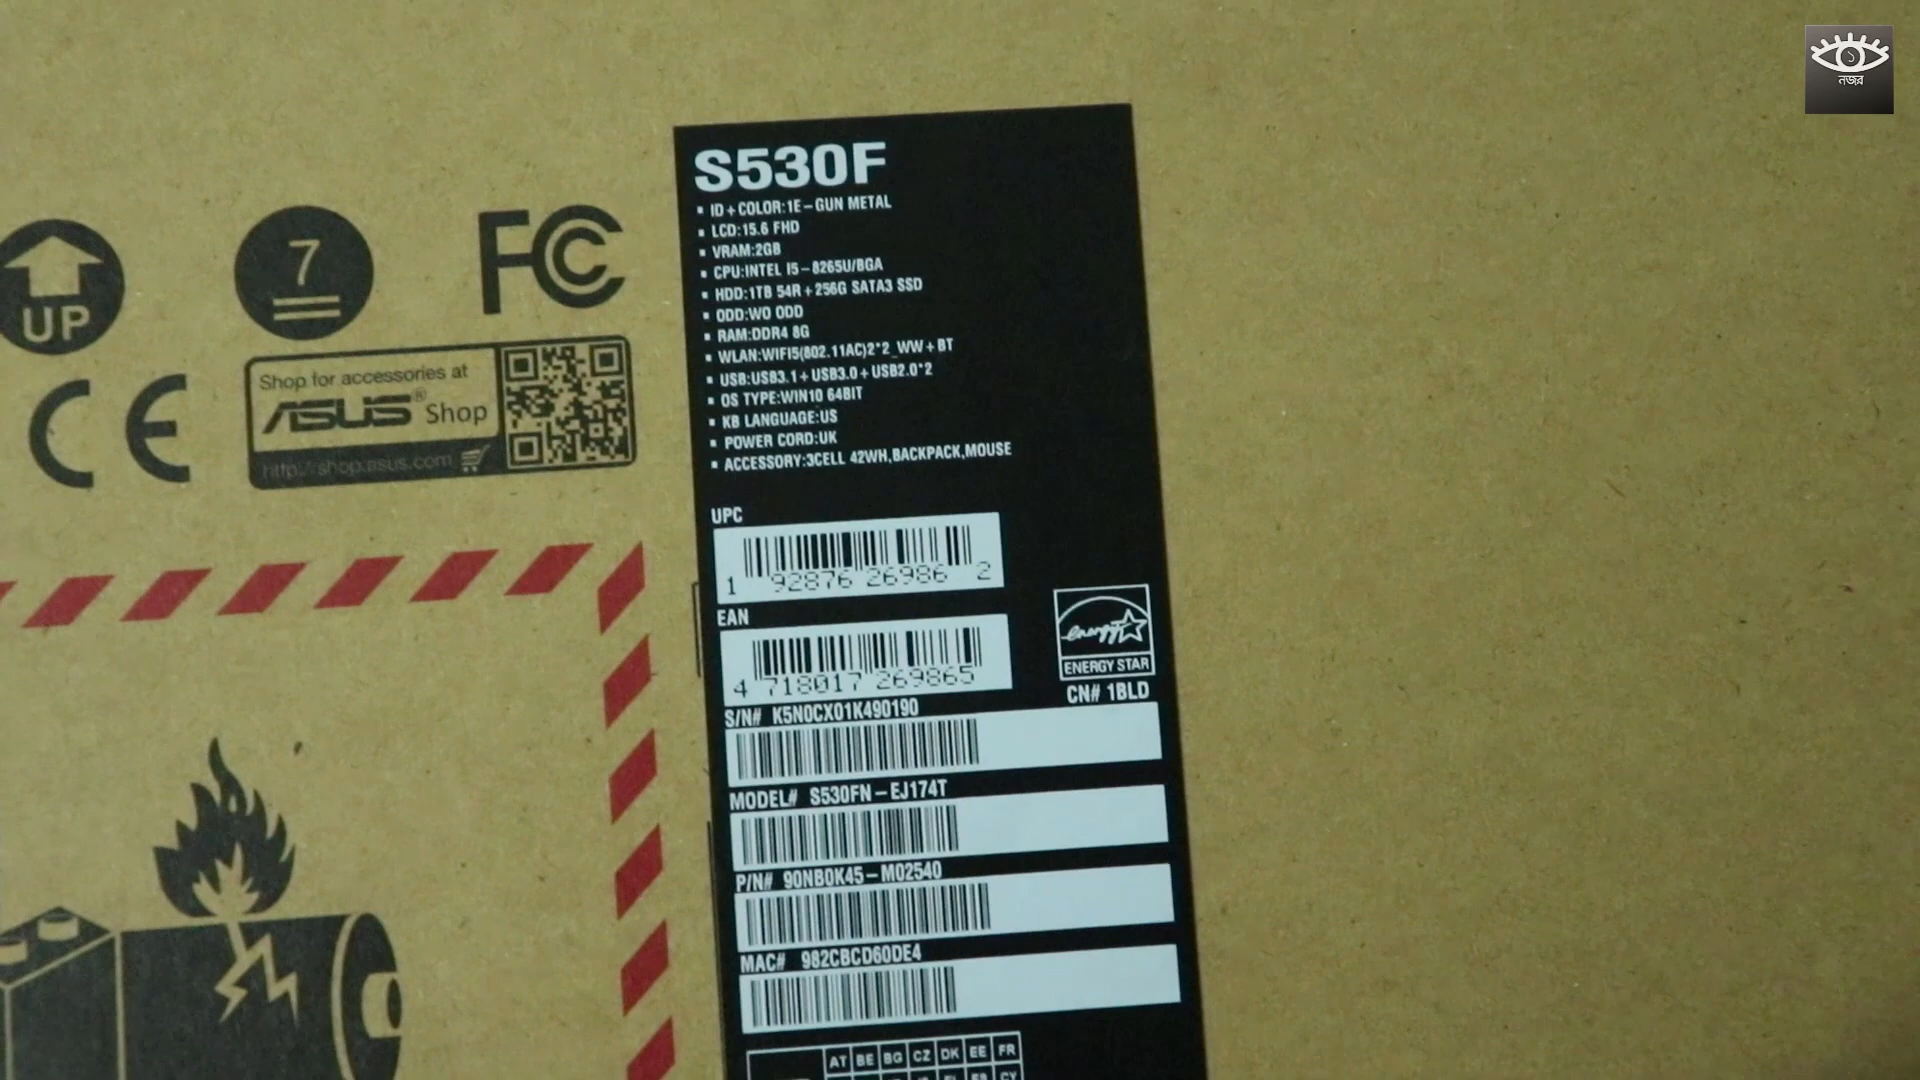 নজর
S530F
▪ ID+COLOR:1E-GUN METAL
▪ LCD:15.6 FHD
▪ VRAM:2GB
▪ CPU:INTEL I5-8265U/BGA
▪ HDD:1TB 54R+256G SATA3 SSD
▪ ODD:WO ODD
▪ RAM:DDR4 8G
▪ WLAN:WIFI5(802.11AC)2*2_WW+BT
▪ USB:USB3.1+USB3.0+USB2.0*2
▪ OS TYPE:WIN10 64BIT
▪ KB LANGUAGE:US
▪ POWER CORD:UK
▪ ACCESSORY:3CELL 42WH,BACKPACK,MOUSE
UP
7
FC
CE
Shop for accessories at
ASUS® Shop
http://shop.asus.com
UPC
1 92876 26986 2
EAN
4 718017 269865
energy
ENERGY STAR
CN# 1BLD
S/N# K5N0CX01K490190
MODEL# S530FN-EJ174T
P/N# 90NB0K45-M02540
MAC# 982CBCD60DE4
AT BE BG CZ DK EE FR